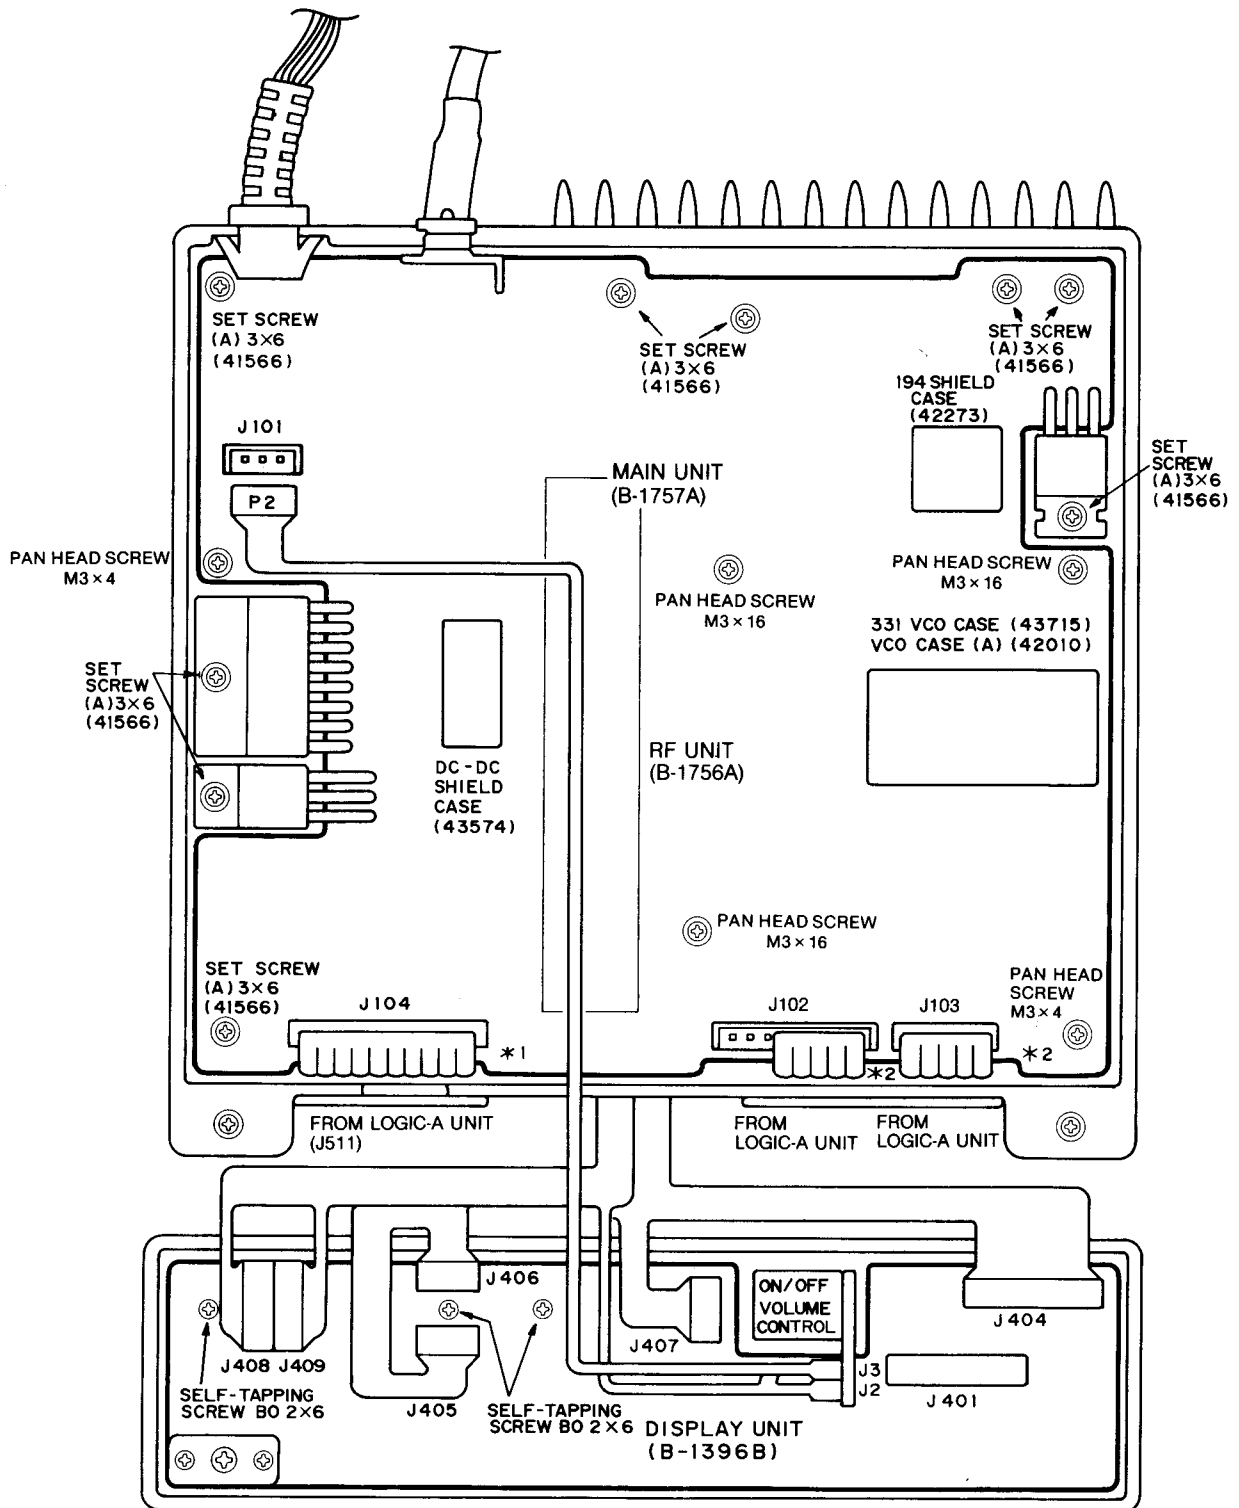 SET SCREW
(A) 3×6
(41566)
SET SCREW
(A) 3×6
(41566)
SET SCREW
(A) 3×6
(41566)
194 SHIELD
CASE
(42273)
J101
P2
MAIN UNIT
(B-1757A)
SET
SCREW
(A) 3×6
(41566)
PAN HEAD SCREW
M3 × 4
PAN HEAD SCREW
M3 × 16
PAN HEAD SCREW
M3 × 16
331 VCO CASE (43715)
VCO CASE (A) (42010)
SET
SCREW
(A) 3×6
(41566)
DC-DC
SHIELD
CASE
(43574)
RF UNIT
(B-1756A)
PAN HEAD SCREW
M3 × 16
SET SCREW
(A) 3×6
(41566)
J104
*1
J102
*2
J103
*2
PAN HEAD
SCREW
M3 × 4
FROM LOGIC-A UNIT
(J511)
FROM
LOGIC-A UNIT
FROM
LOGIC-A UNIT
J406
ON/OFF
VOLUME
CONTROL
J404
J407
J408
J409
J3
J2
J401
SELF-TAPPING
SCREW BO 2×6
J405
SELF-TAPPING
SCREW BO 2×6
DISPLAY UNIT
(B-1396B)